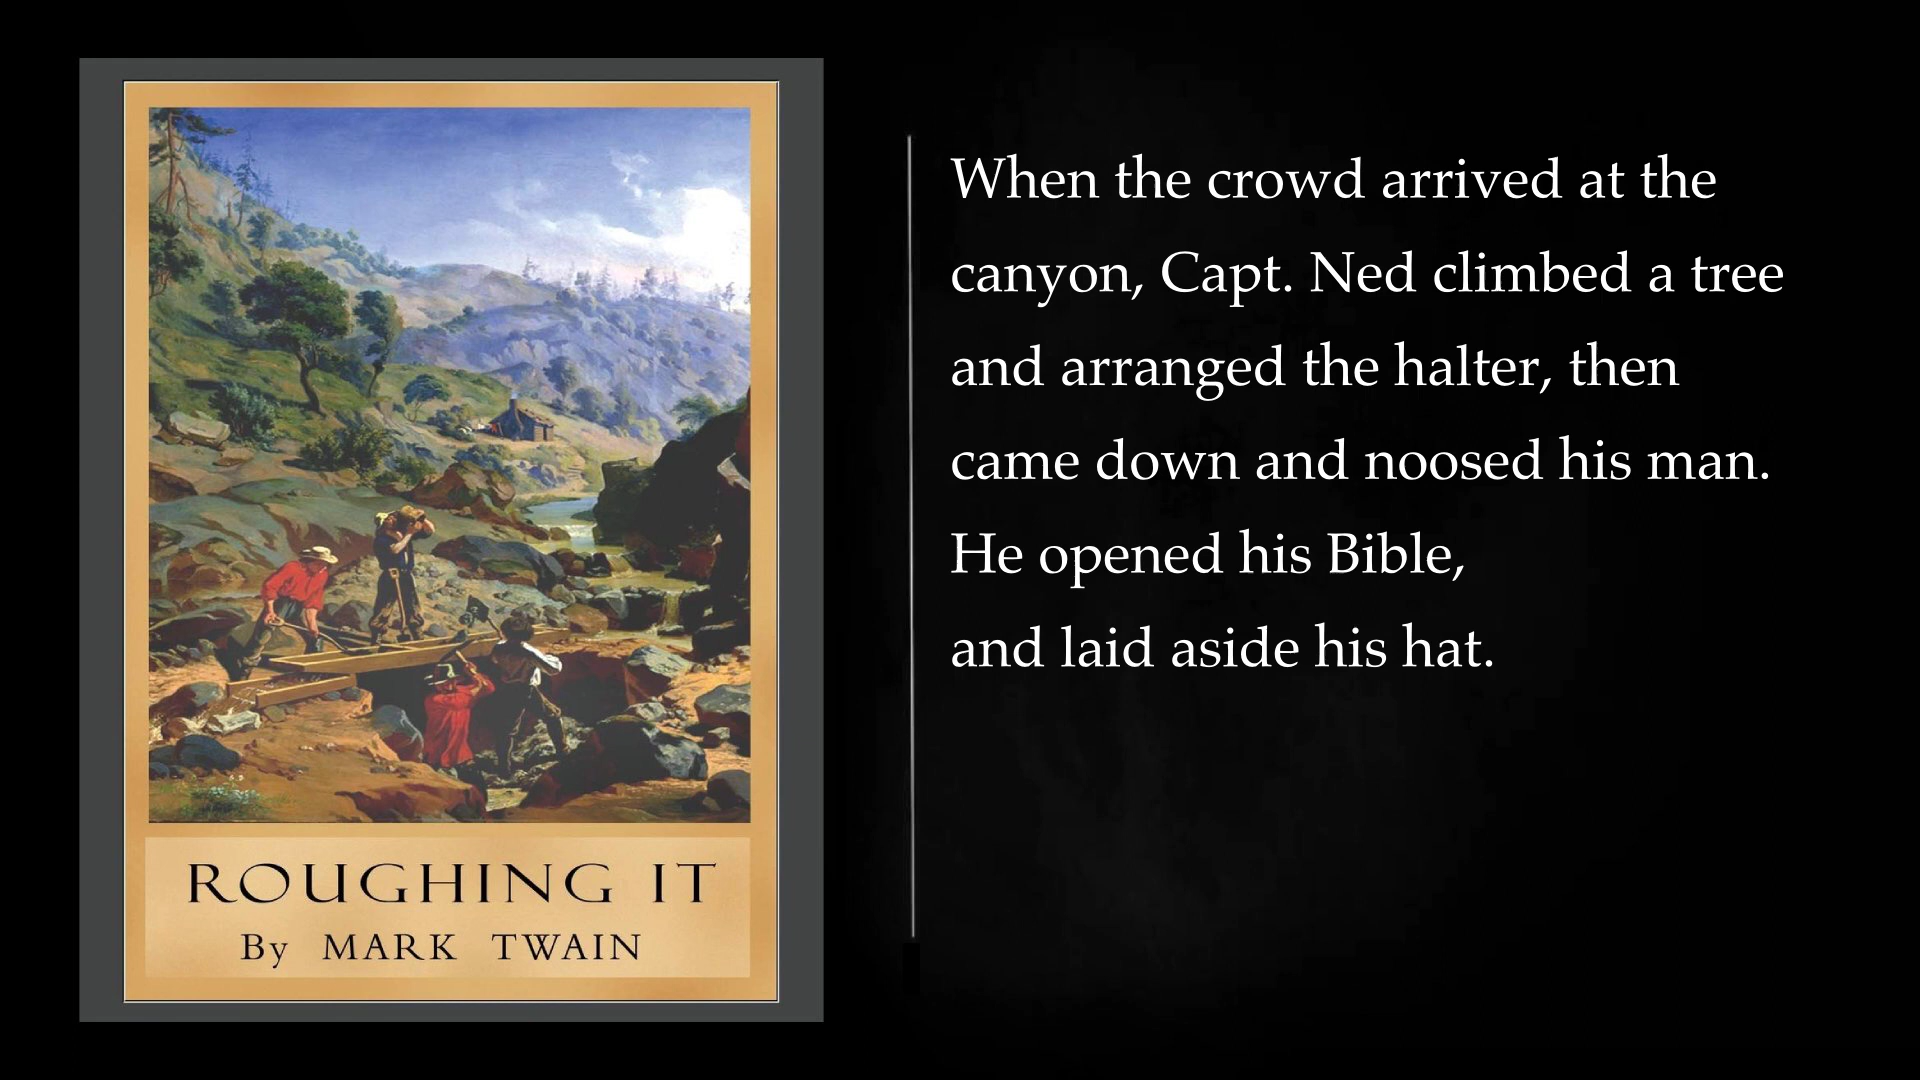 ROUGHING IT
By MARK TWAIN
When the crowd arrived at the
canyon, Capt. Ned climbed a tree
and arranged the halter, then
came down and noosed his man.
He opened his Bible,
and laid aside his hat.